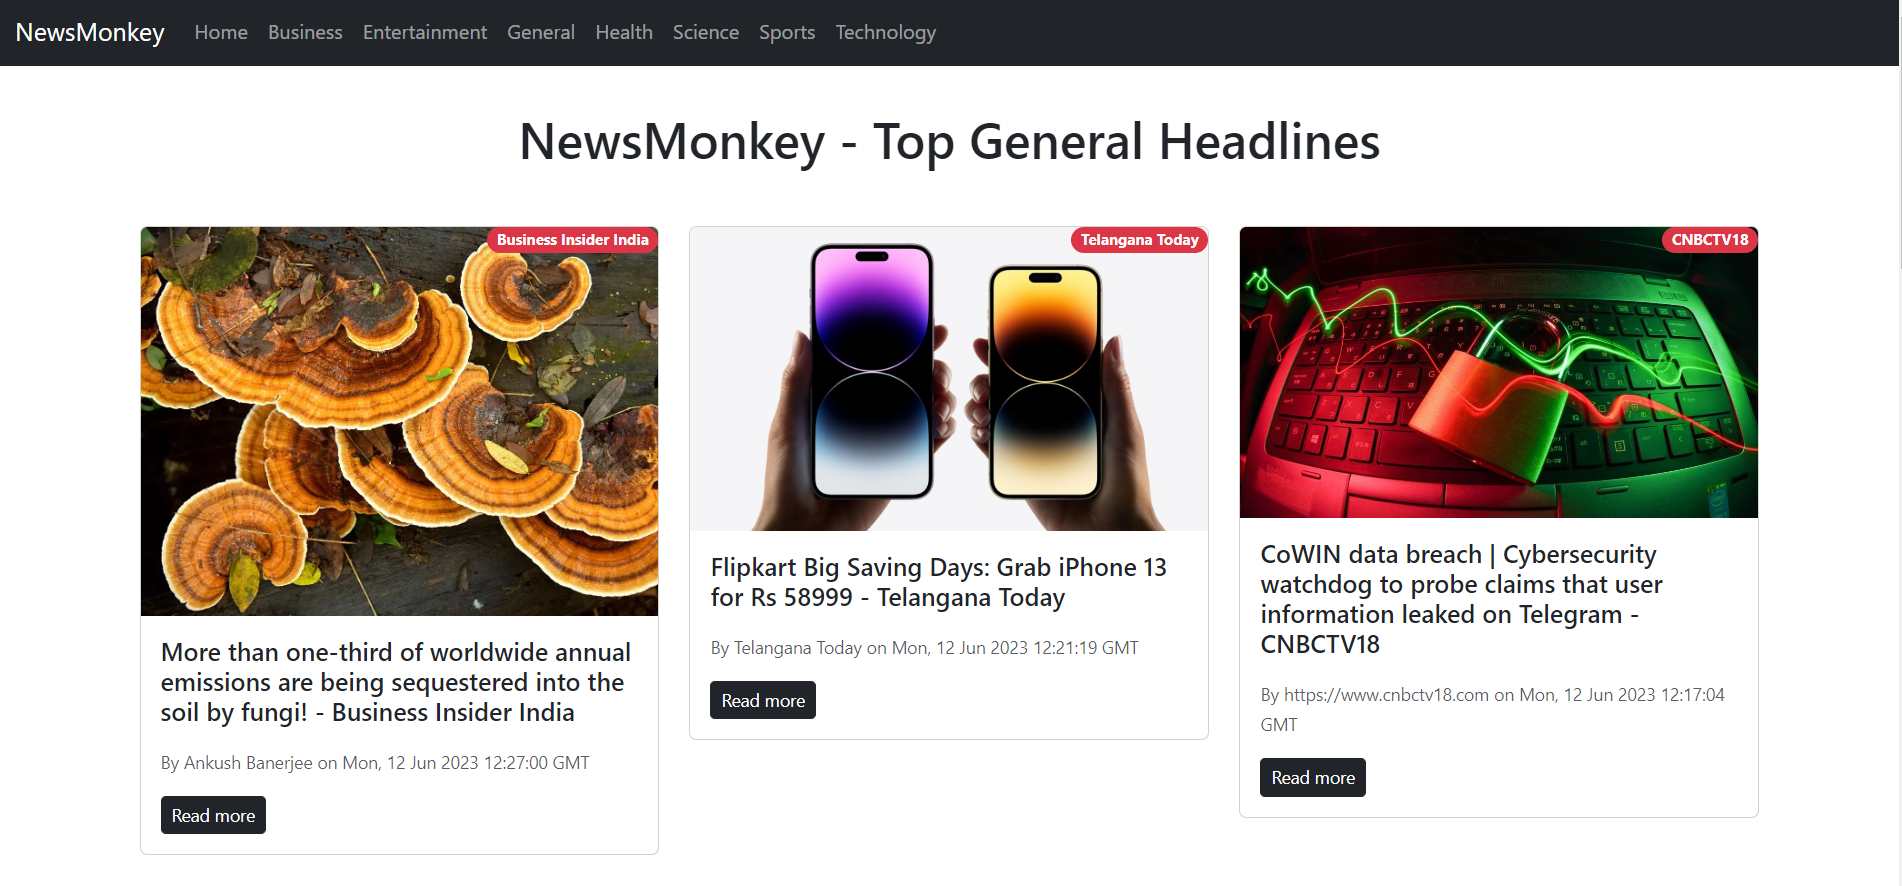 NewsMonkey Home Business Entertainment General Health Science Sports Technology
NewsMonkey - Top General Headlines
Business Insider India
More than one-third of worldwide annual
emissions are being sequestered into the
soil by fungi! - Business Insider India
By Ankush Banerjee on Mon, 12 Jun 2023 12:27:00 GMT
Read more
Telangana Today
Flipkart Big Saving Days: Grab iPhone 13
for Rs 58999 - Telangana Today
By Telangana Today on Mon, 12 Jun 2023 12:21:19 GMT
Read more
CNBCTV18
CoWIN data breach | Cybersecurity
watchdog to probe claims that user
information leaked on Telegram -
CNBCTV18
By https://www.cnbctv18.com on Mon, 12 Jun 2023 12:17:04
GMT
Read more